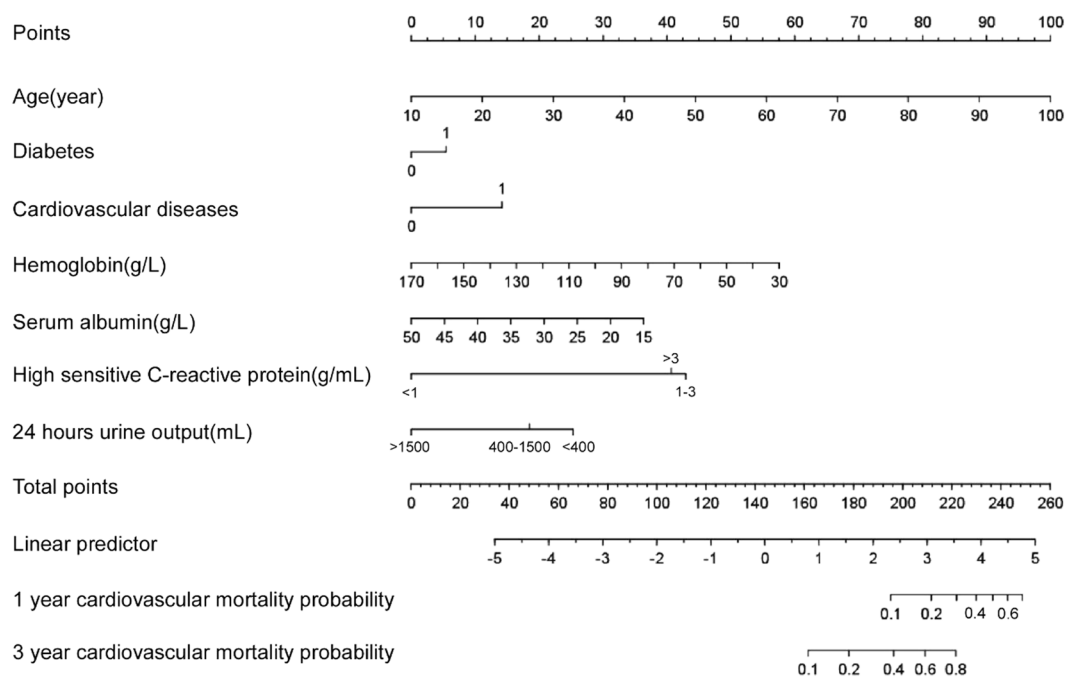 Points 0 10 20 30 40 50 60 70 80 90 100
Age(year)
10 20 30 40 50 60 70 80 90 100
1
Diabetes
0
1
Cardiovascular diseases
0
Hemoglobin(g/L)
170 150 130 110 90 70 50 30
Serum albumin(g/L)
50 45 40 35 30 25 20 15
>3
High sensitive C-reactive protein(g/mL)
<1 1-3
24 hours urine output(mL)
>1500 400-1500 <400
Total points
0 20 40 60 80 100 120 140 160 180 200 220 240 260
Linear predictor
-5 -4 -3 -2 -1 0 1 2 3 4 5
1 year cardiovascular mortality probability
0.1 0.2 0.4 0.6
3 year cardiovascular mortality probability
0.1 0.2 0.4 0.6 0.8